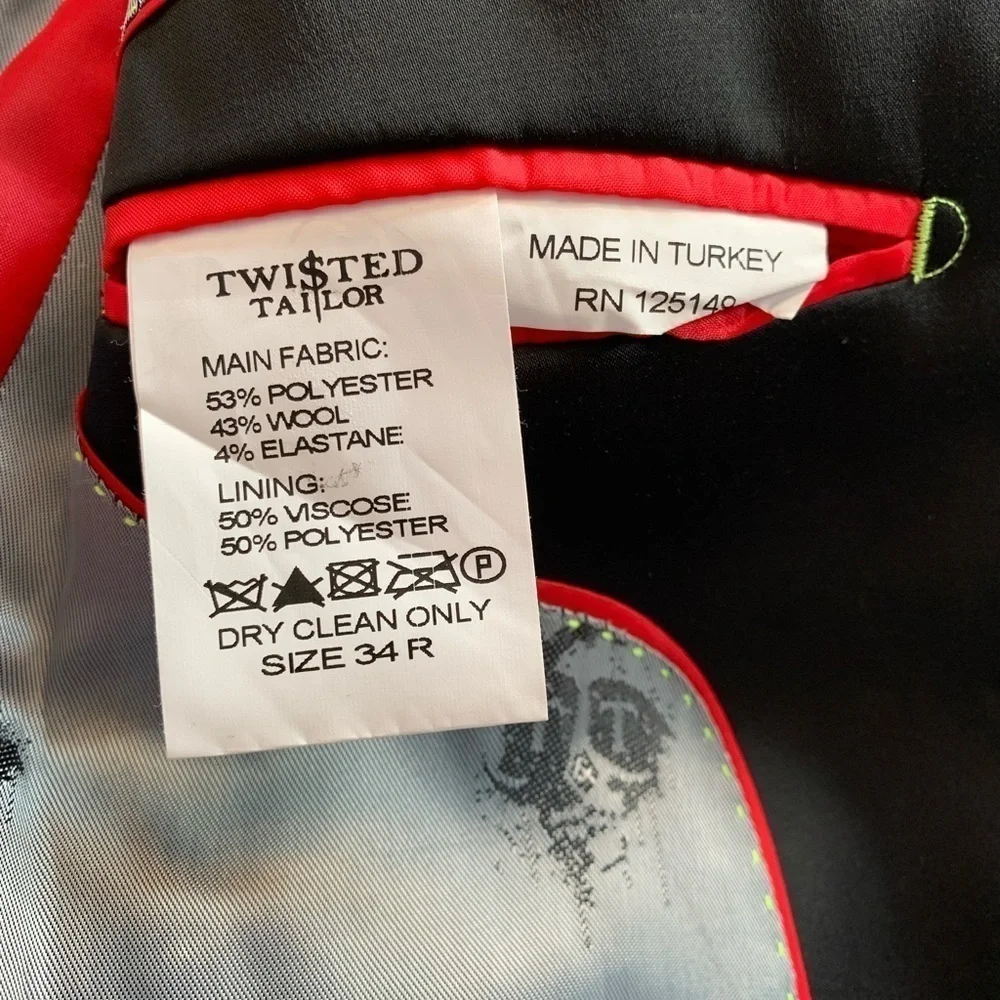 TWI$TED
TAILOR
MAIN FABRIC:
53% POLYESTER
43% WOOL
4% ELASTANE
LINING:
50% VISCOSE
50% POLYESTER
P
DRY CLEAN ONLY
SIZE 34 R
MADE IN TURKEY
RN 125149
T T